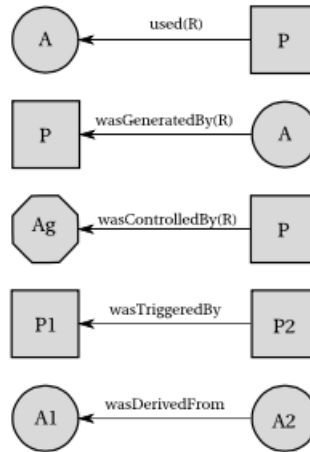 A used(R) P
P wasGeneratedBy(R) A
Ag wasControlledBy(R) P
P1 wasTriggeredBy P2
A1 wasDerivedFrom A2